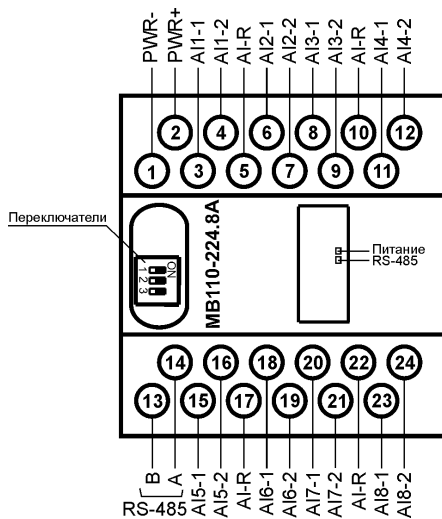 PWR-
PWR+
AI1-1
AI1-2
AI-R
AI2-1
AI2-2
AI3-1
AI3-2
AI-R
AI4-1
AI4-2
2 4 6 8 10 12
1 3 5 7 9 11
Переключатели
ON
1 2 3
МВ110-224.8А
Питание
RS-485
14 16 18 20 22 24
13 15 17 19 21 23
B
A
RS-485
AI5-1
AI5-2
AI-R
AI6-1
AI6-2
AI7-1
AI7-2
AI-R
AI8-1
AI8-2